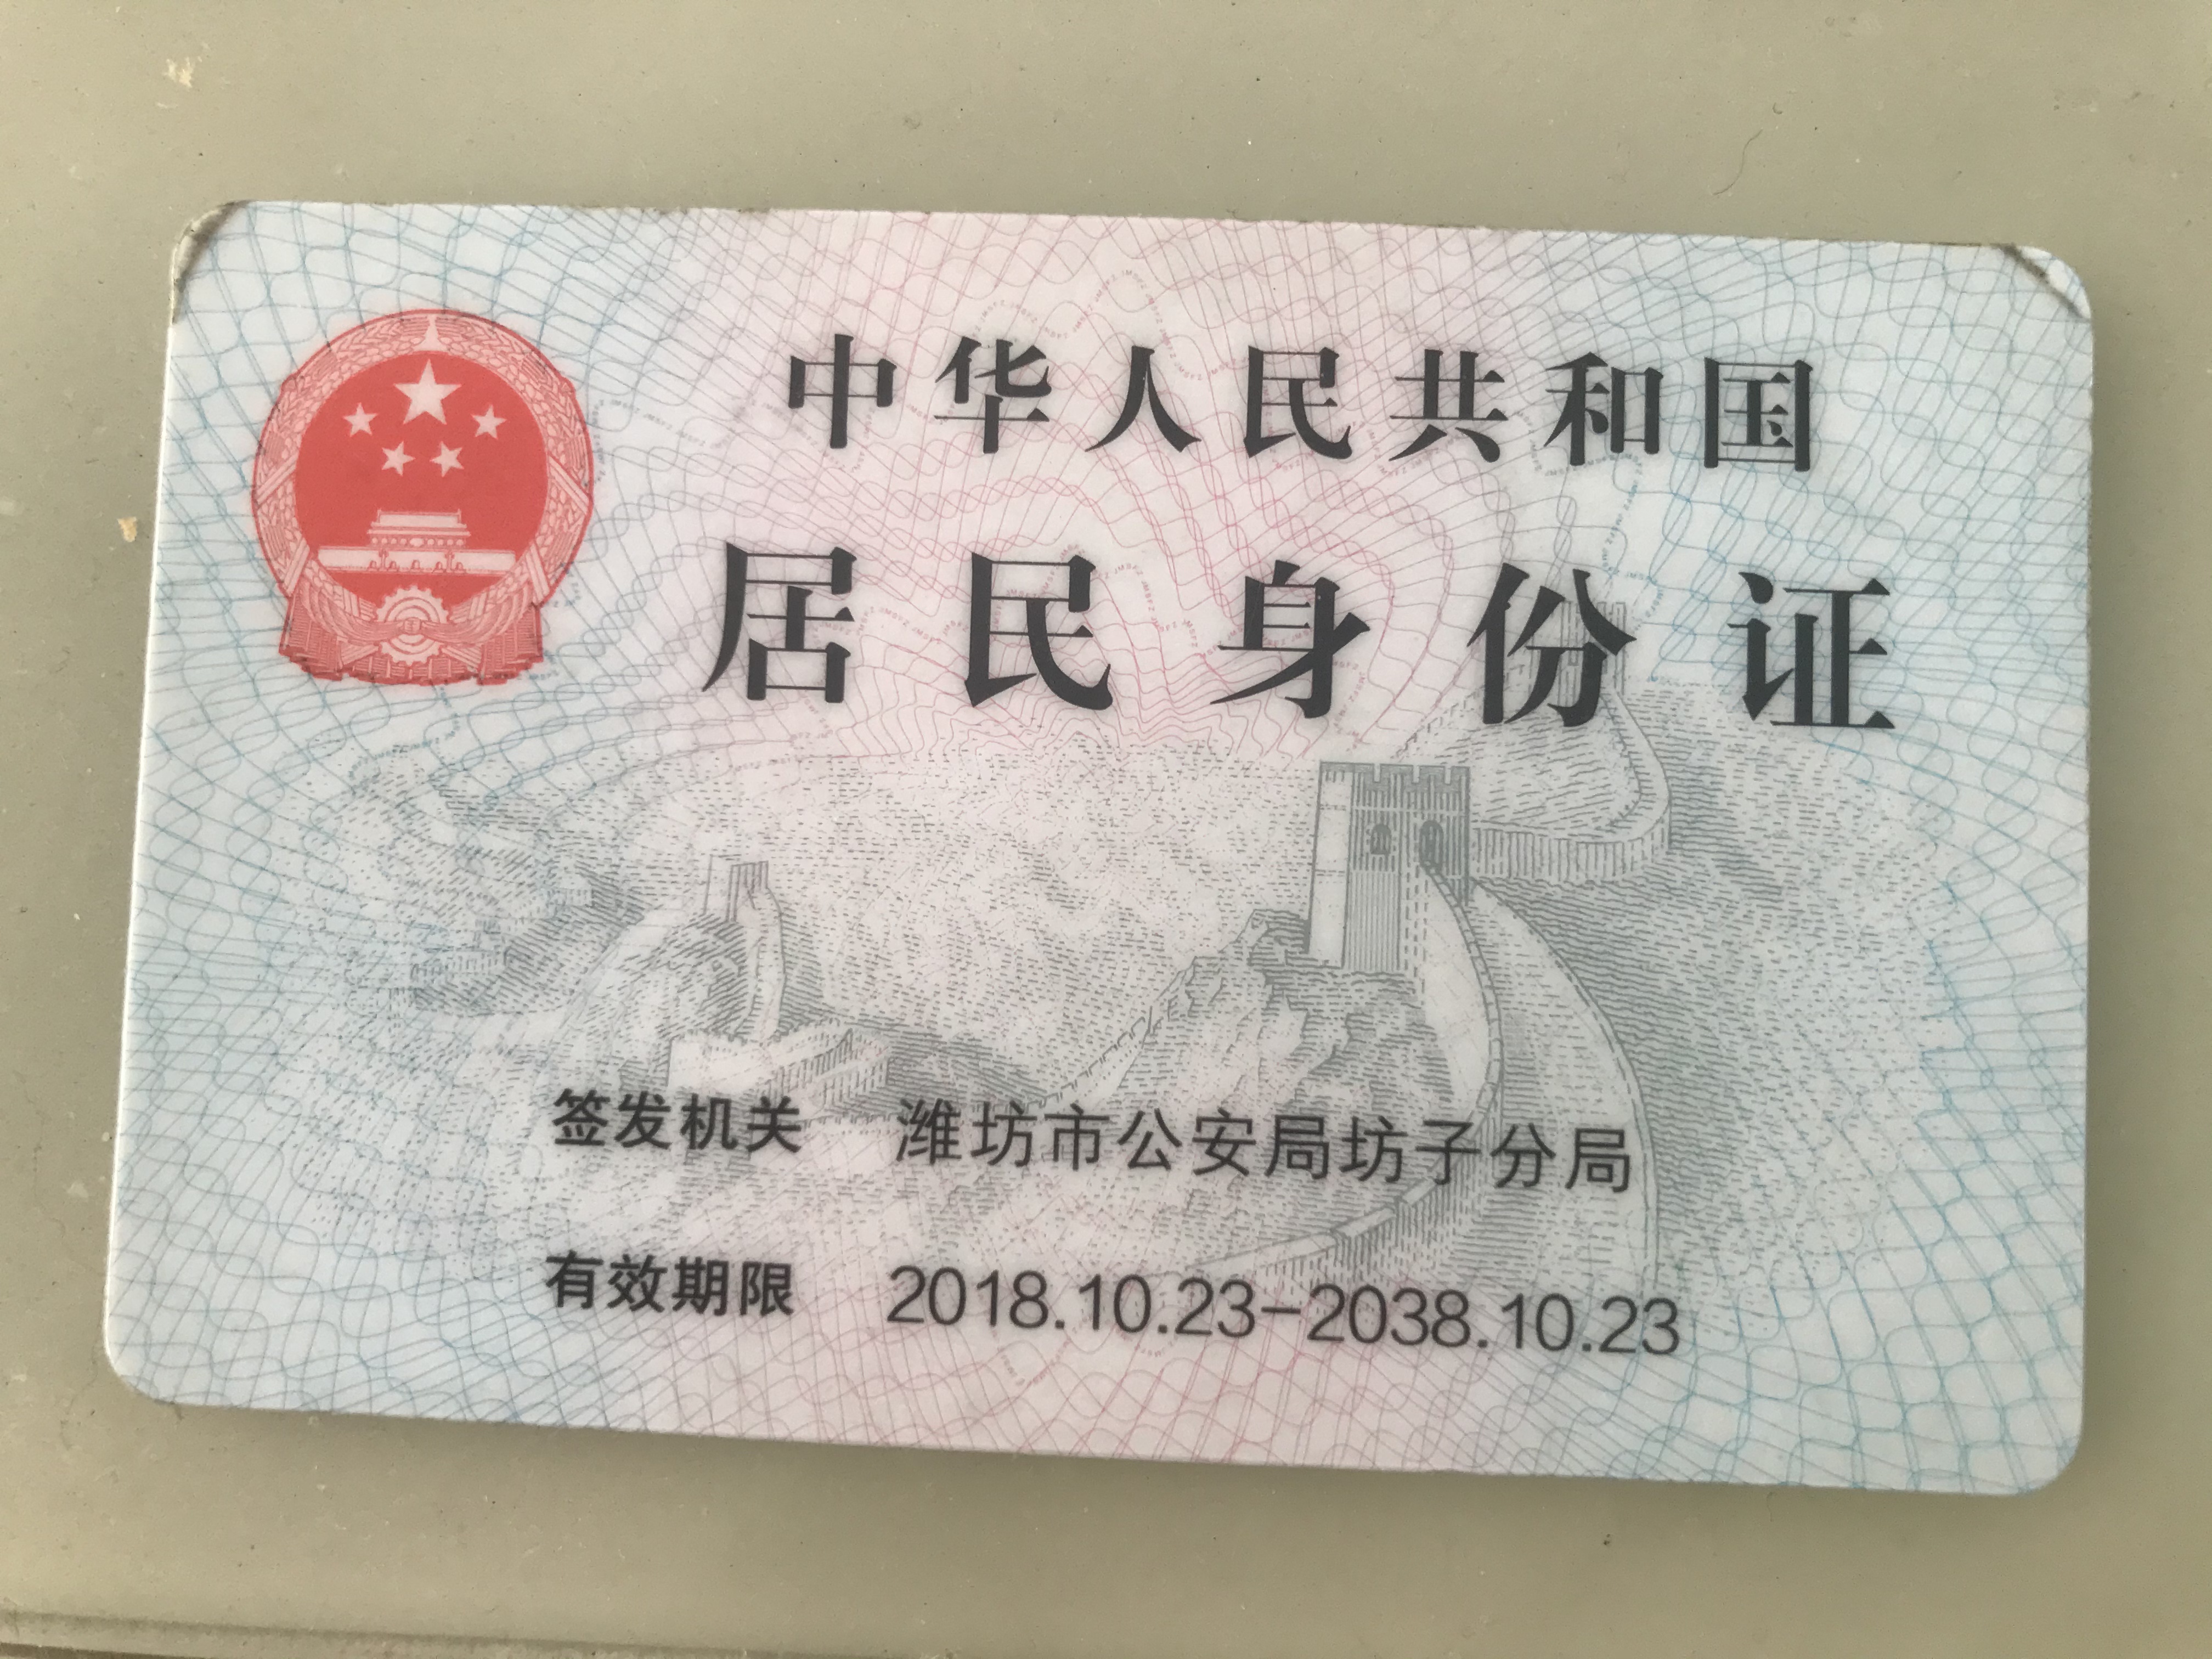 中华人民共和国
居民身份证
签发机关 潍坊市公安局坊子分局
有效期限 2018.10.23-2038.10.23